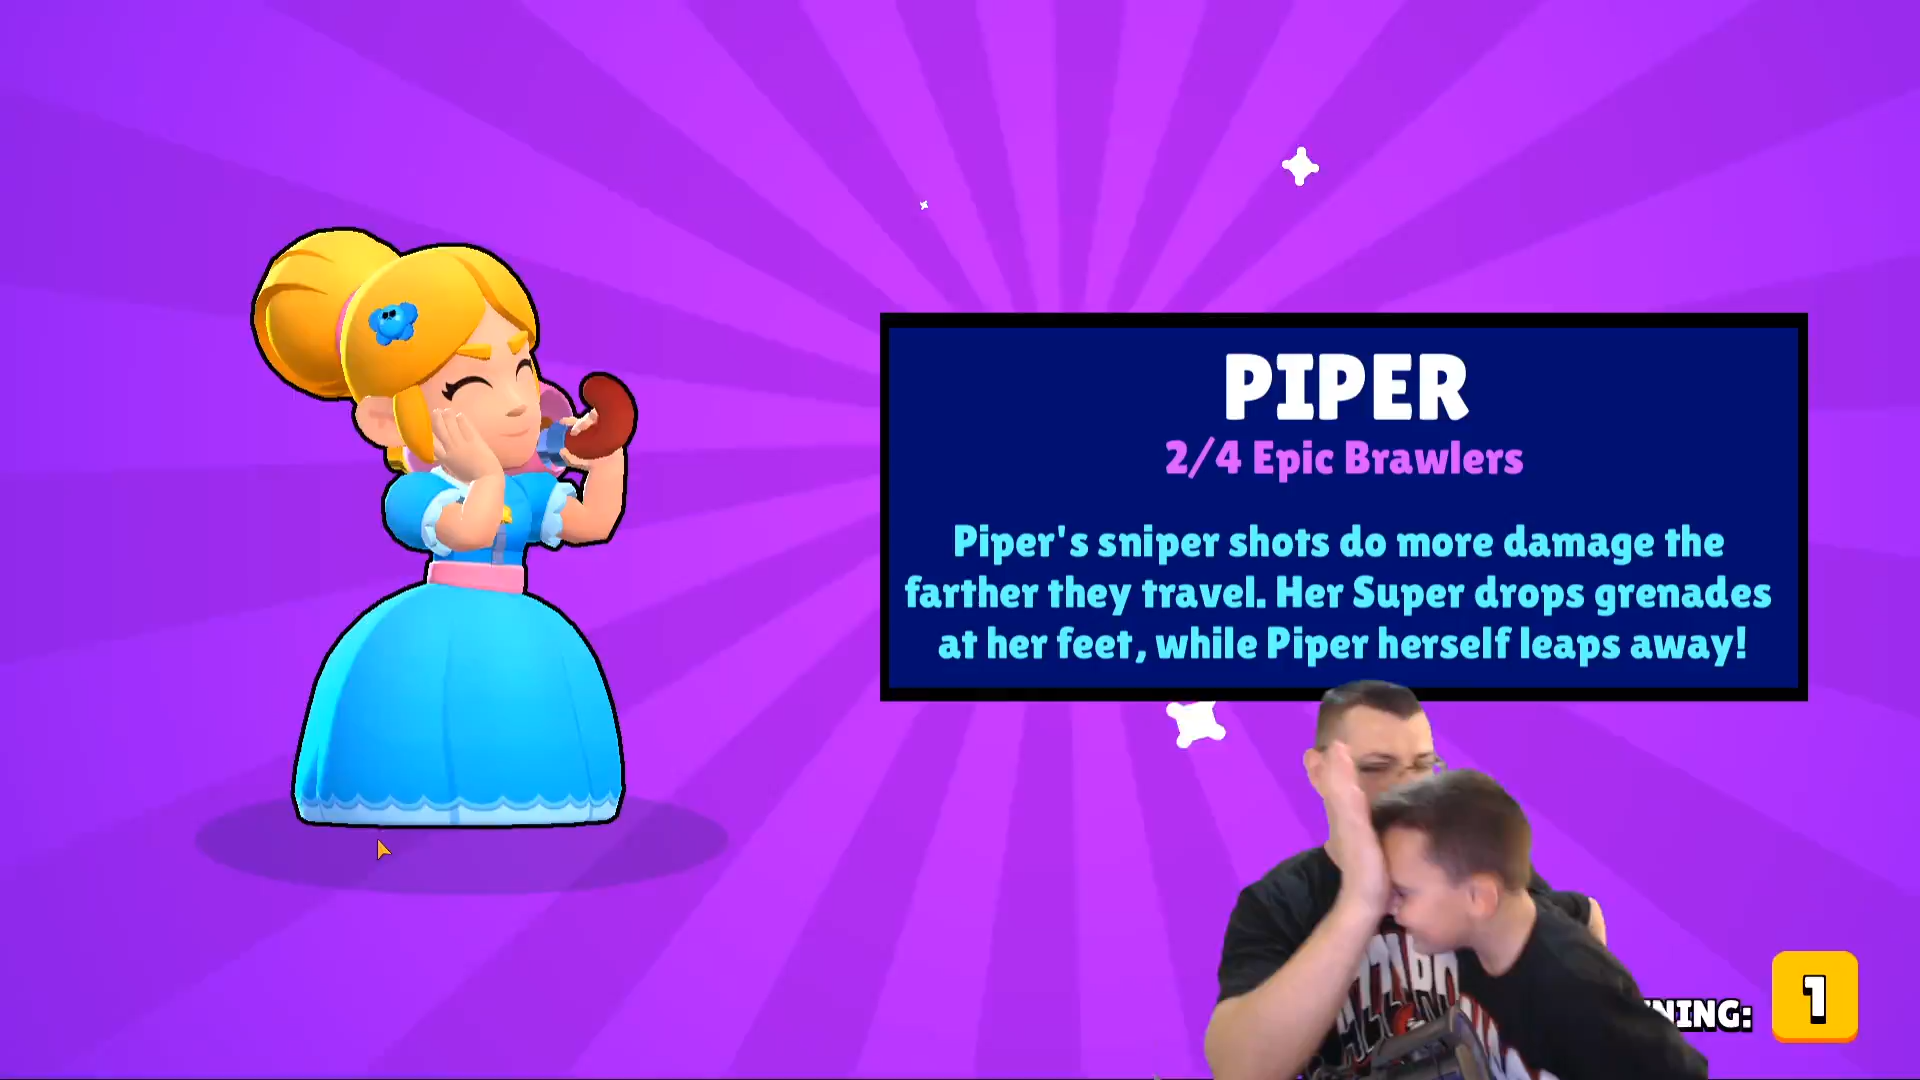 PIPER
2/4 Epic Brawlers
Piper's sniper shots do more damage the
farther they travel. Her Super drops grenades
at her feet, while Piper herself leaps away!
NING:
1